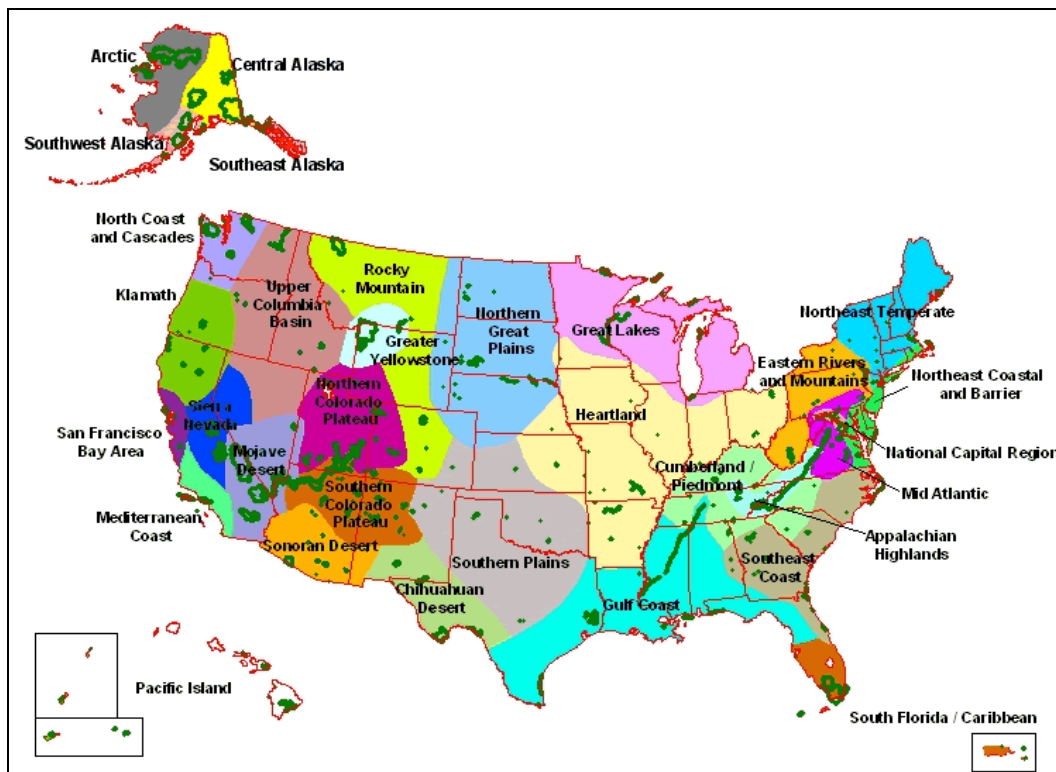 Arctic
Central Alaska
Southwest Alaska
Southeast Alaska
North Coast
and Cascades
Klamath
Upper
Columbia
Basin
Rocky
Mountain
Northern
Great
Plains
Greater
Yellowstone
Great Lakes
Northeast Temperate
Eastern Rivers
and Mountains
Northeast Coastal
and Barrier
Northern
Colorado
Plateau
Heartland
Sierra
Nevada
San Francisco
Bay Area
Mojave
Desert
National Capital Region
Cumberland /
Piedmont
Mid Atlantic
Southern
Colorado
Plateau
Mediterranean
Coast
Appalachian
Highlands
Sonoran Desert
Southern Plains
Southeast
Coast
Chihuahuan
Desert
Gulf Coast
Pacific Island
South Florida / Caribbean